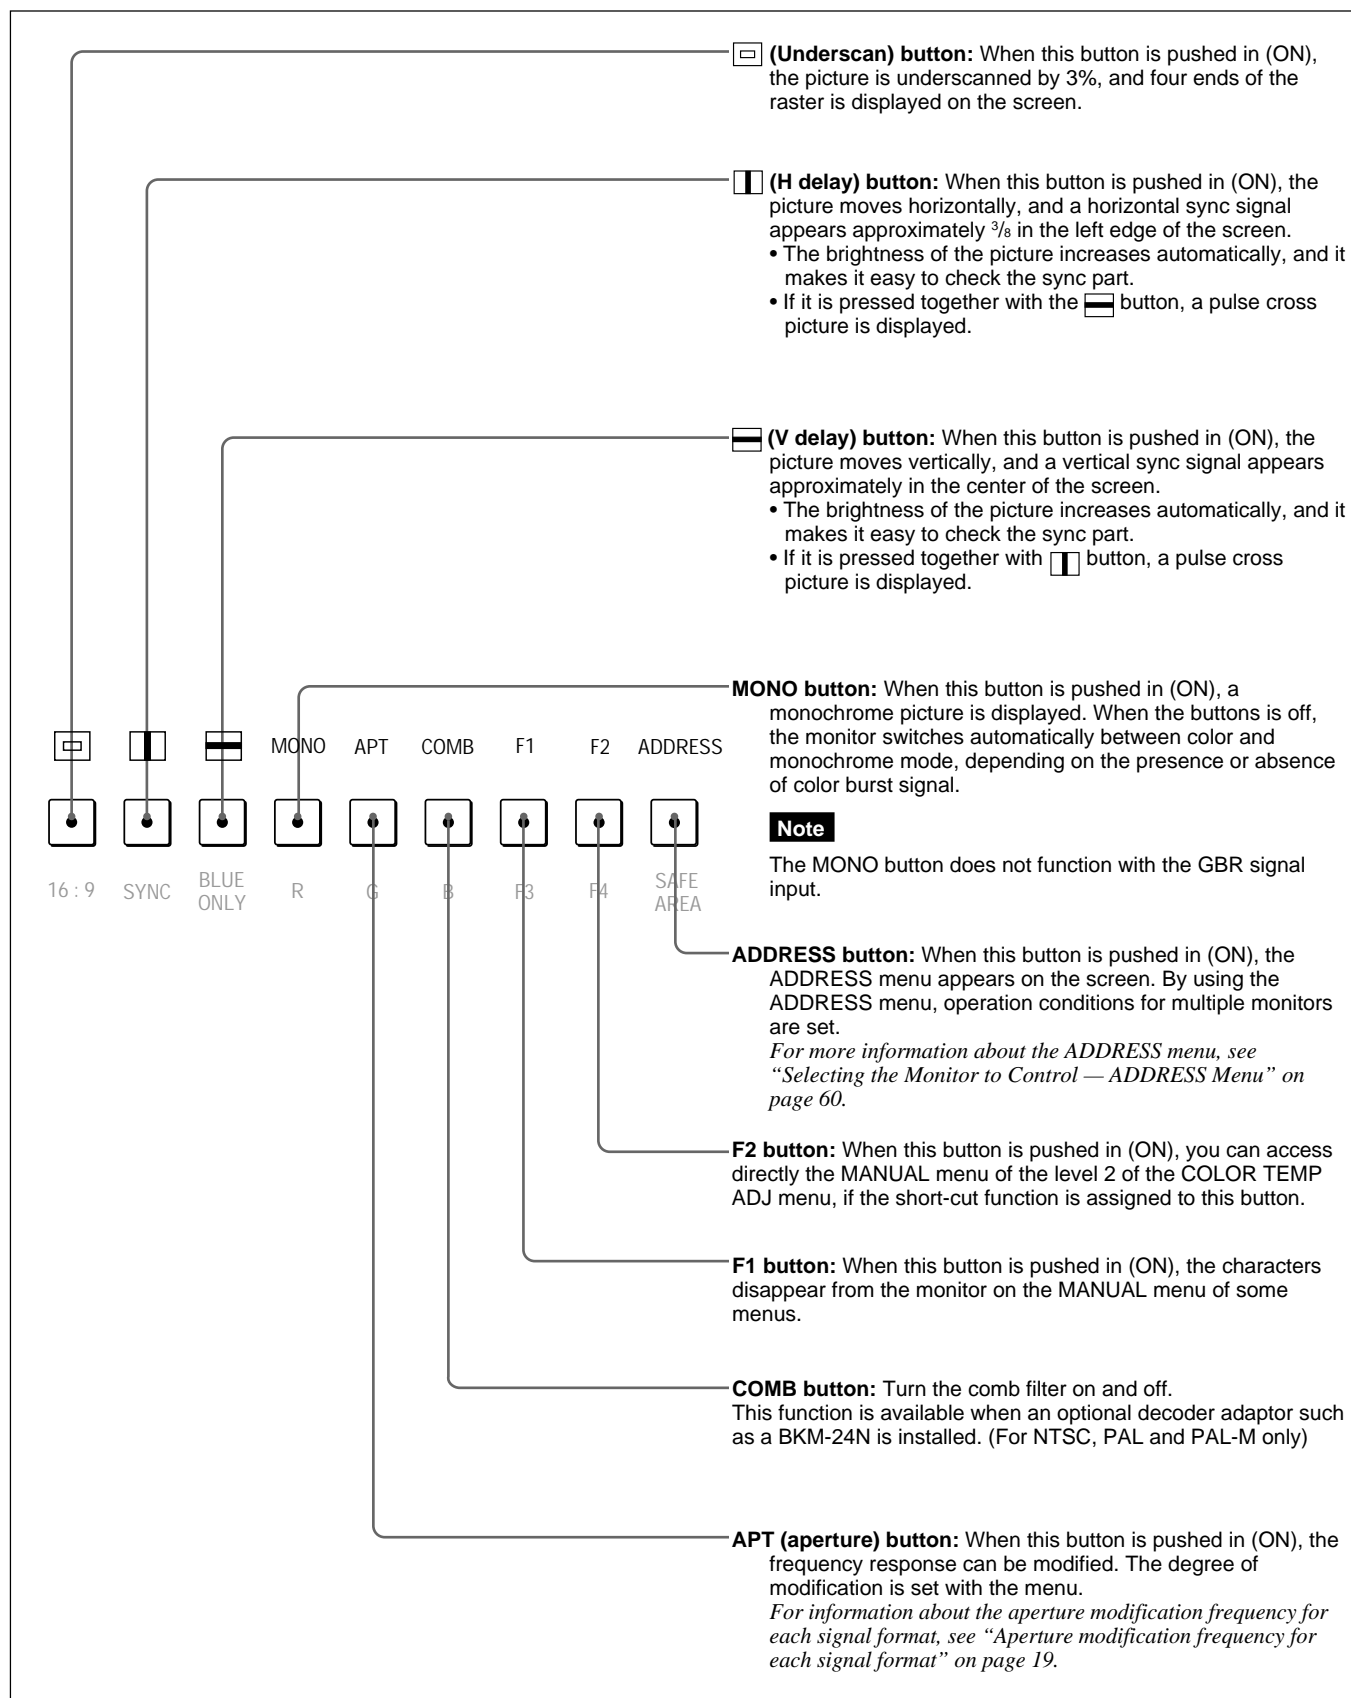 (Underscan) button: When this button is pushed in (ON),
the picture is underscanned by 3%, and four ends of the
raster is displayed on the screen.
(H delay) button: When this button is pushed in (ON), the
picture moves horizontally, and a horizontal sync signal
appears approximately 3/8 in the left edge of the screen.
• The brightness of the picture increases automatically, and it
makes it easy to check the sync part.
• If it is pressed together with the button, a pulse cross
picture is displayed.
(V delay) button: When this button is pushed in (ON), the
picture moves vertically, and a vertical sync signal appears
approximately in the center of the screen.
• The brightness of the picture increases automatically, and it
makes it easy to check the sync part.
• If it is pressed together with button, a pulse cross
picture is displayed.
MONO button: When this button is pushed in (ON), a
monochrome picture is displayed. When the buttons is off,
the monitor switches automatically between color and
monochrome mode, depending on the presence or absence
of color burst signal.
Note
The MONO button does not function with the GBR signal
input.
MONO APT COMB F1 F2 ADDRESS
16 : 9 SYNC BLUE ONLY R G B F3 F4 SAFE AREA
ADDRESS button: When this button is pushed in (ON), the
ADDRESS menu appears on the screen. By using the
ADDRESS menu, operation conditions for multiple monitors
are set.
For more information about the ADDRESS menu, see
“Selecting the Monitor to Control — ADDRESS Menu” on
page 60.
F2 button: When this button is pushed in (ON), you can access
directly the MANUAL menu of the level 2 of the COLOR TEMP
ADJ menu, if the short-cut function is assigned to this button.
F1 button: When this button is pushed in (ON), the characters
disappear from the monitor on the MANUAL menu of some
menus.
COMB button: Turn the comb filter on and off.
This function is available when an optional decoder adaptor such
as a BKM-24N is installed. (For NTSC, PAL and PAL-M only)
APT (aperture) button: When this button is pushed in (ON), the
frequency response can be modified. The degree of
modification is set with the menu.
For information about the aperture modification frequency for
each signal format, see “Aperture modification frequency for
each signal format” on page 19.